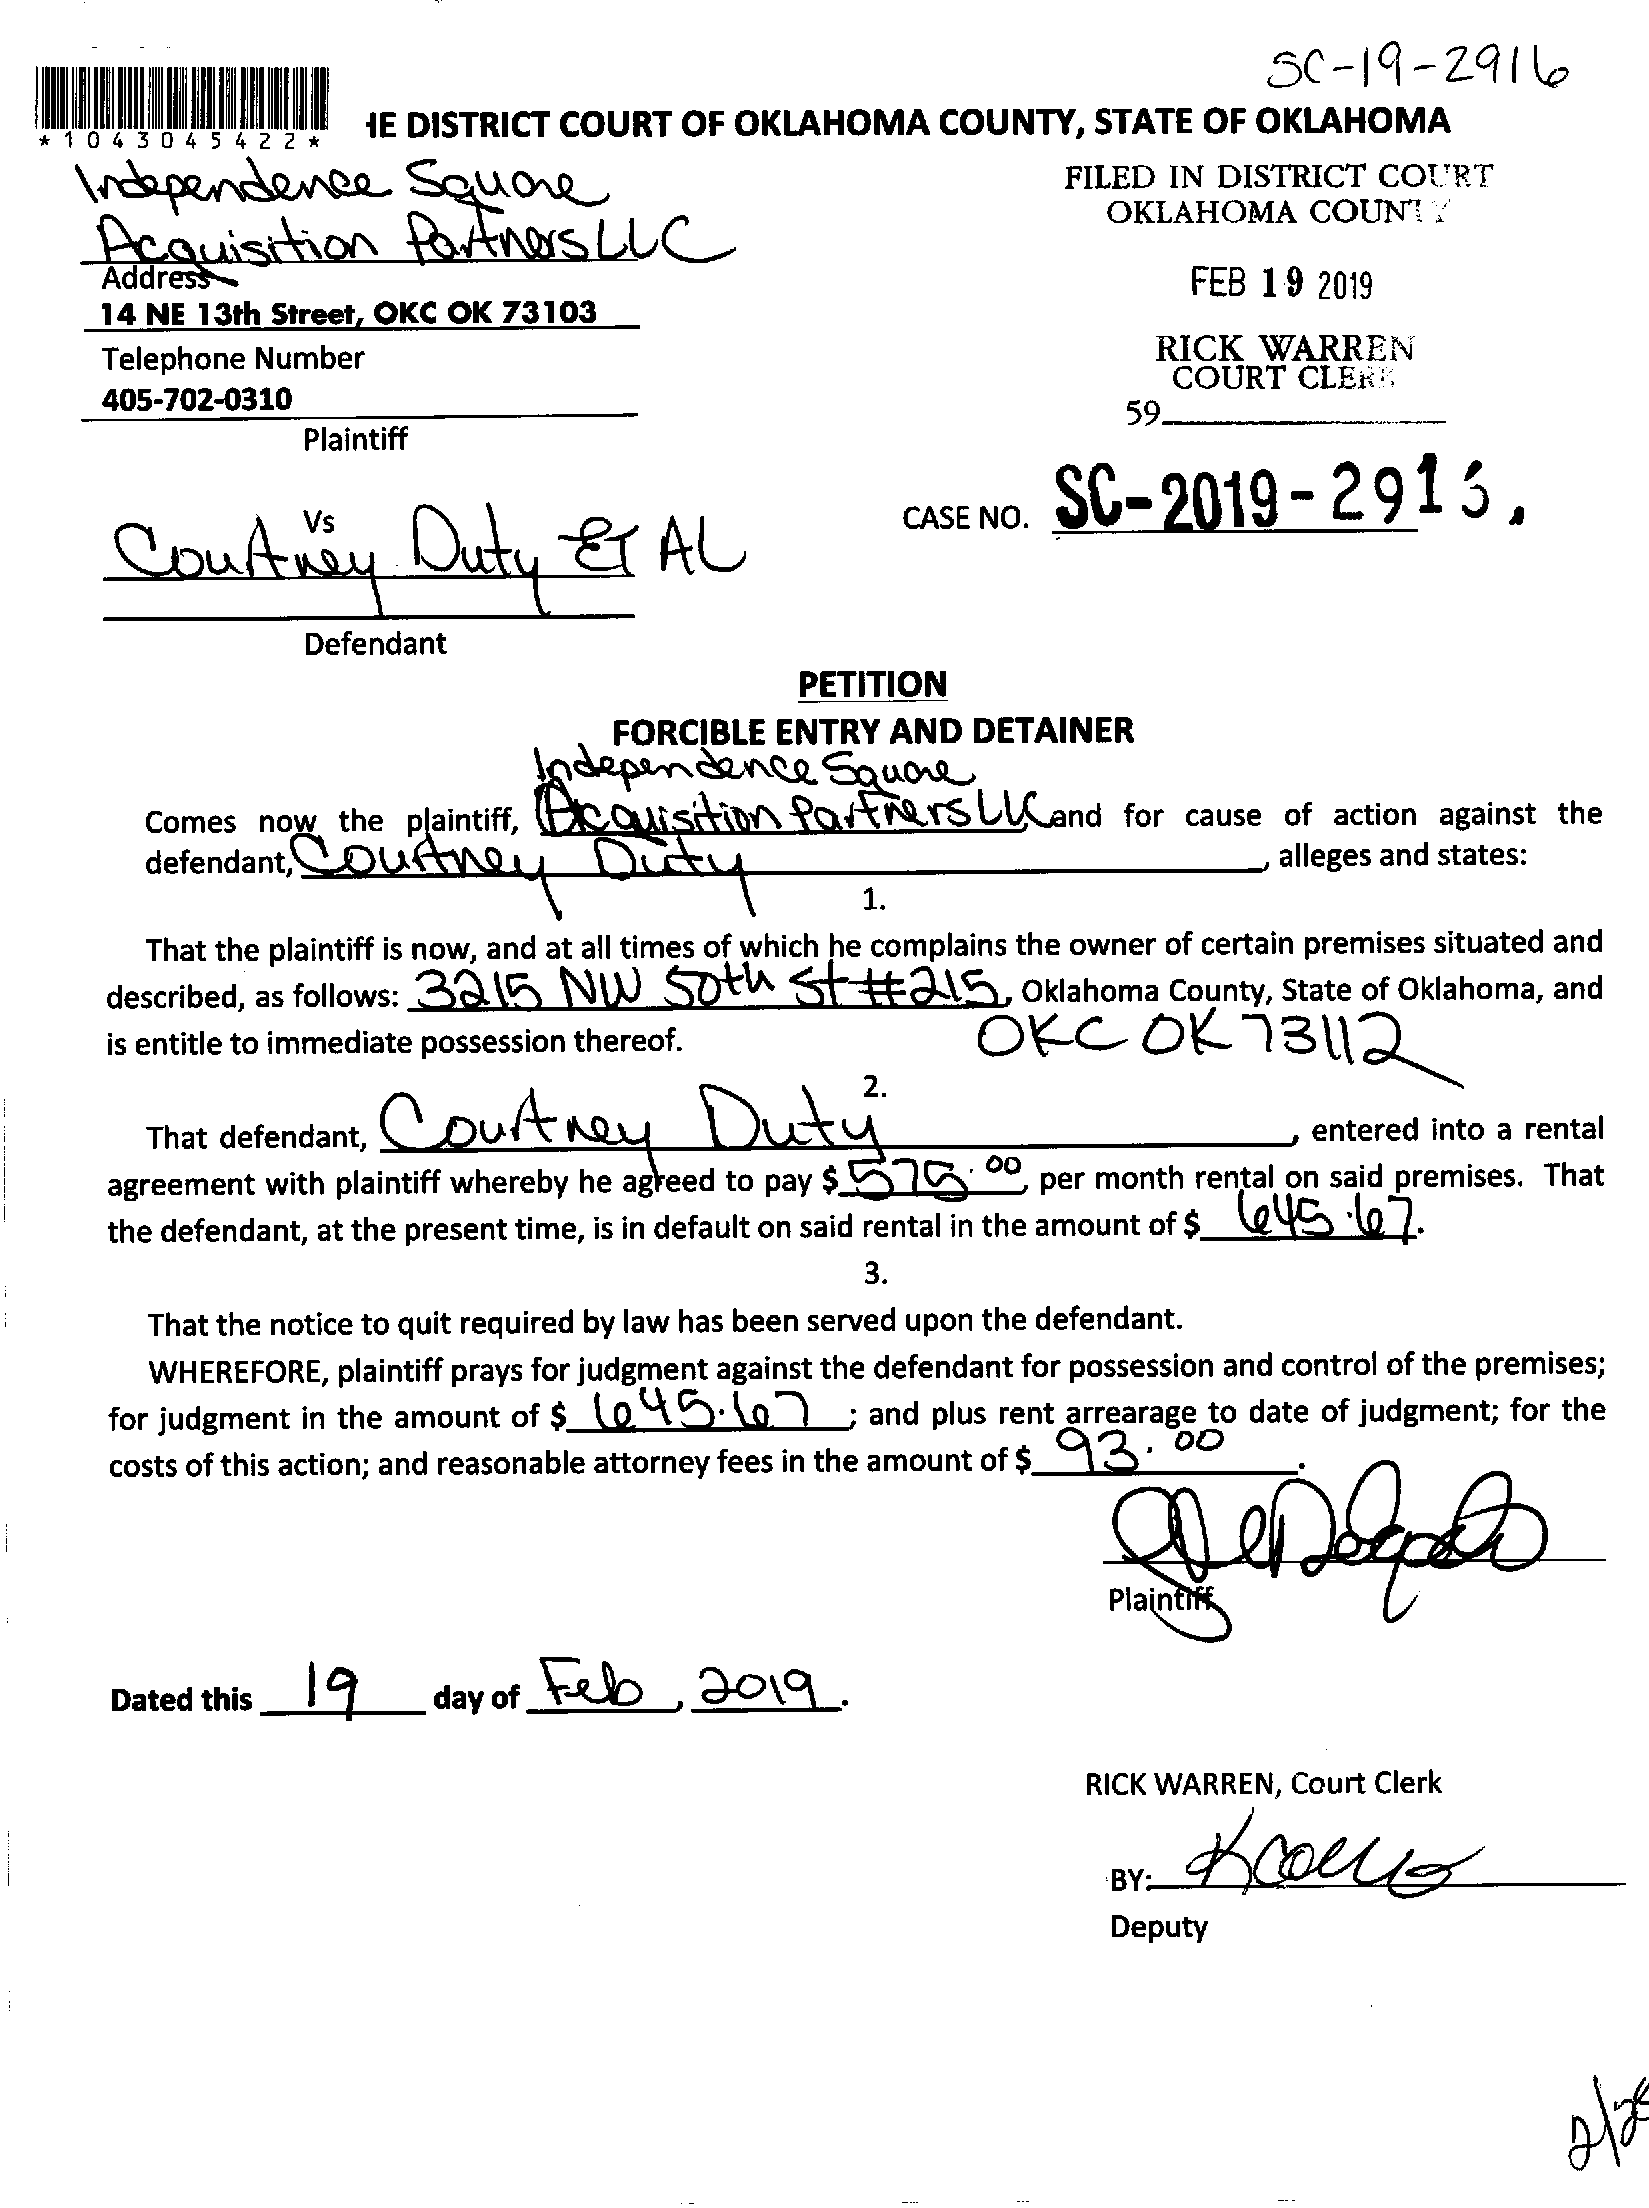 SC-19-2916
*1043045422*
IE DISTRICT COURT OF OKLAHOMA COUNTY, STATE OF OKLAHOMA
Independence Square
Acquisition Partners LLC
Address
14 NE 13th Street, OKC OK 73103
Telephone Number
405-702-0310
Plaintiff
FILED IN DISTRICT COURT
OKLAHOMA COUNTY
FEB 19 2019
RICK WARREN
COURT CLERK
59
CASE NO. SC-2019-291
Vs
Courtney Duty ET AL
Defendant
PETITION
FORCIBLE ENTRY AND DETAINER
Independence Square
Comes now the plaintiff, Acquisition Partners LLC and for cause of action against the
defendant, Courtney Duty, alleges and states:
1.
That the plaintiff is now, and at all times of which he complains the owner of certain premises situated and
described, as follows: 3215 NW 50th St #215, Oklahoma County, State of Oklahoma, and
is entitle to immediate possession thereof. OKC OK 73112
2.
That defendant, Courtney Duty, entered into a rental
agreement with plaintiff whereby he agreed to pay $ 575.00, per month rental on said premises. That
the defendant, at the present time, is in default on said rental in the amount of $ 645.67.
3.
That the notice to quit required by law has been served upon the defendant.
WHEREFORE, plaintiff prays for judgment against the defendant for possession and control of the premises;
for judgment in the amount of $ 645.67; and plus rent arrearage to date of judgment; for the
costs of this action; and reasonable attorney fees in the amount of $ 93.00.
Plaintiff
Dated this 19 day of Feb, 2019.
RICK WARREN, Court Clerk
BY:
Deputy